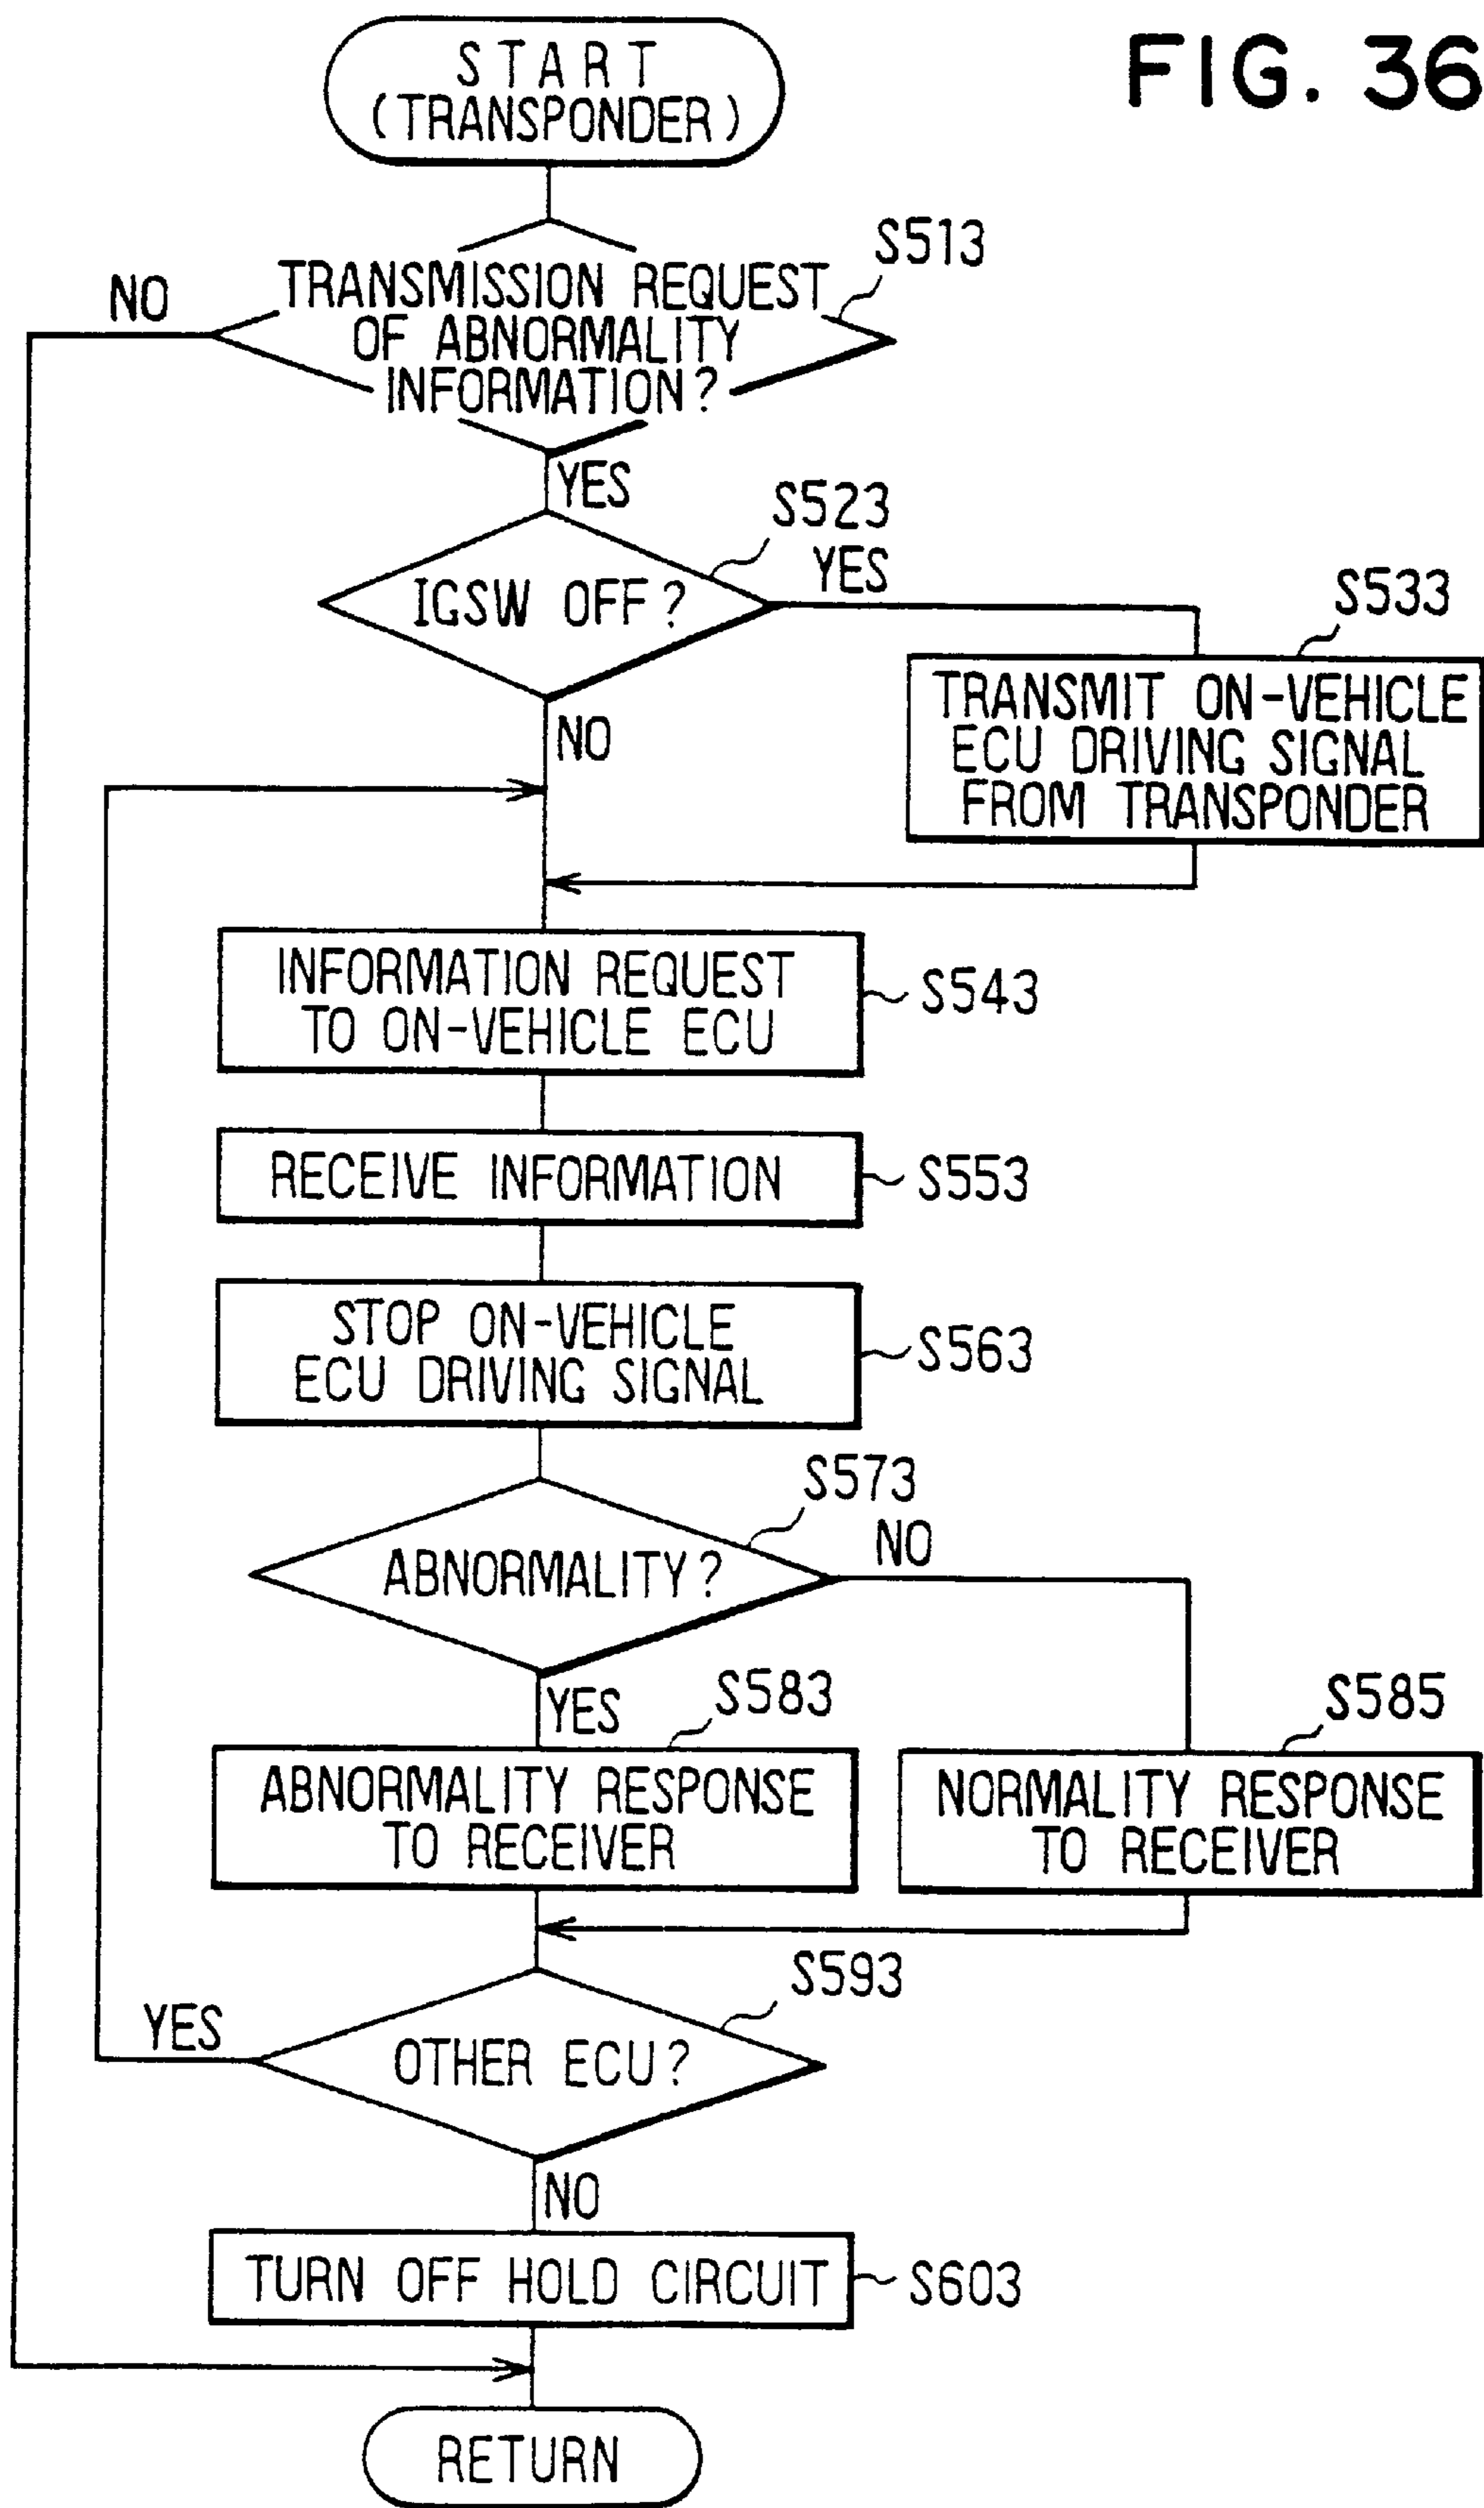 FIG. 36
START
(TRANSPONDER)
S513
NO
TRANSMISSION REQUEST
OF ABNORMALITY
INFORMATION?
YES
S523
YES
IGSW OFF?
S533
NO
TRANSMIT ON-VEHICLE
ECU DRIVING SIGNAL
FROM TRANSPONDER
INFORMATION REQUEST
TO ON-VEHICLE ECU
S543
RECEIVE INFORMATION
S553
STOP ON-VEHICLE
ECU DRIVING SIGNAL
S563
S573
NO
ABNORMALITY?
YES
S583
S585
ABNORMALITY RESPONSE
TO RECEIVER
NORMALITY RESPONSE
TO RECEIVER
S593
YES
OTHER ECU?
NO
TURN OFF HOLD CIRCUIT
S603
RETURN